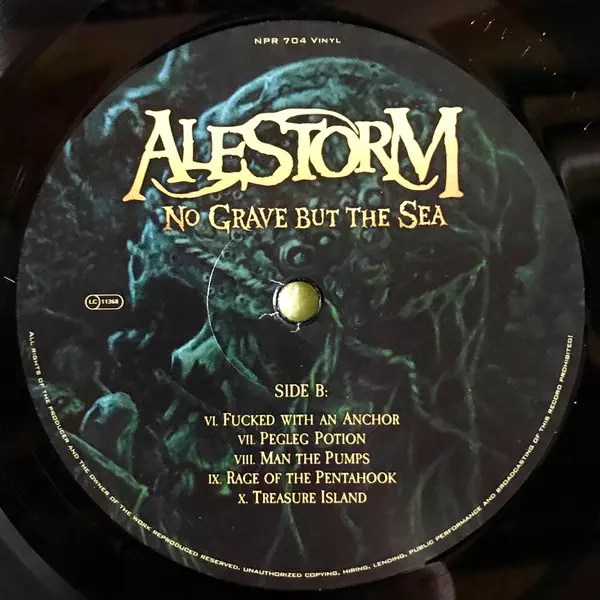 NPR 704 Vinyl
ALESTORM
No Grave But The Sea
LC 11368
SIDE B:
VI. Fucked with an Anchor
VII. Pegleg Potion
VIII. Man the Pumps
IX. Rage of the Pentahook
X. Treasure Island
ALL RIGHTS OF THE PRODUCER AND THE OWNER OF THE WORK REPRODUCED RESERVED, UNAUTHORIZED COPYING, HIRING, LENDING, PUBLIC PERFORMANCE AND BROADCASTING OF THIS RECORD PROHIBITED!